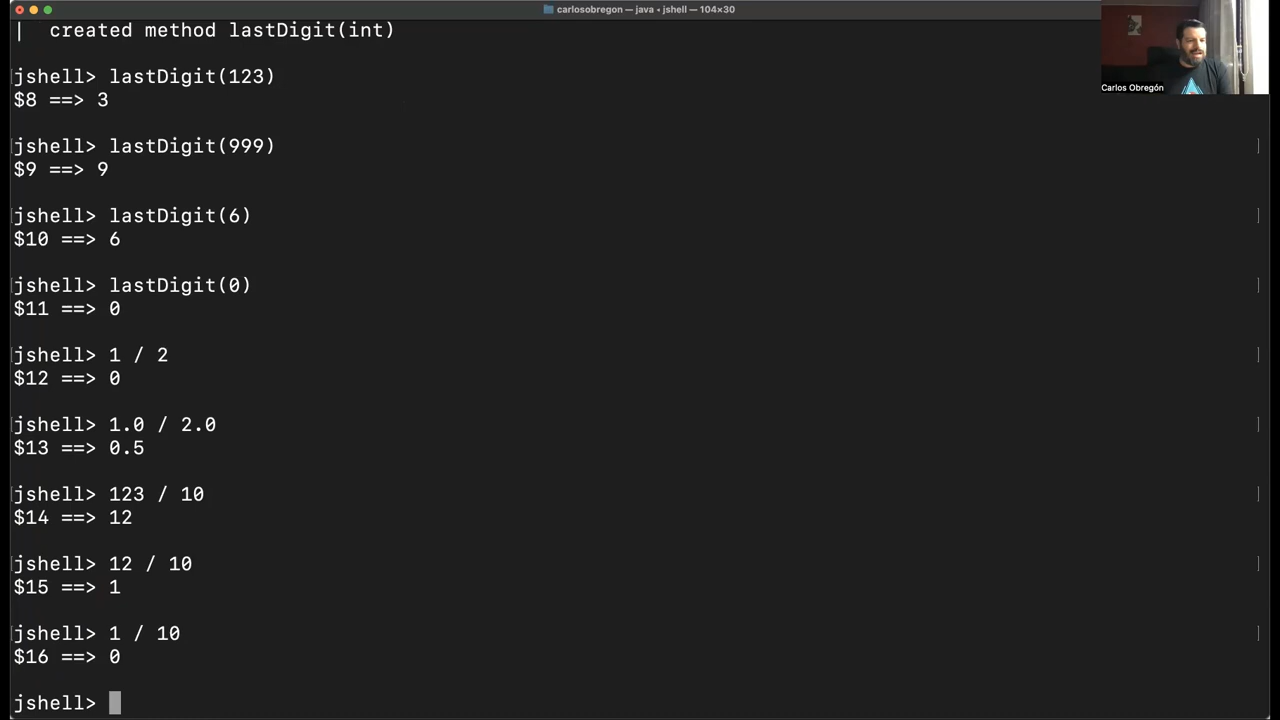 carlosobregon — java ◂ jshell — 104×30
|  created method lastDigit(int)
jshell> lastDigit(123)
$8 ==> 3
jshell> lastDigit(999)
$9 ==> 9
jshell> lastDigit(6)
$10 ==> 6
jshell> lastDigit(0)
$11 ==> 0
jshell> 1 / 2
$12 ==> 0
jshell> 1.0 / 2.0
$13 ==> 0.5
jshell> 123 / 10
$14 ==> 12
jshell> 12 / 10
$15 ==> 1
jshell> 1 / 10
$16 ==> 0
jshell>
Carlos Obregón